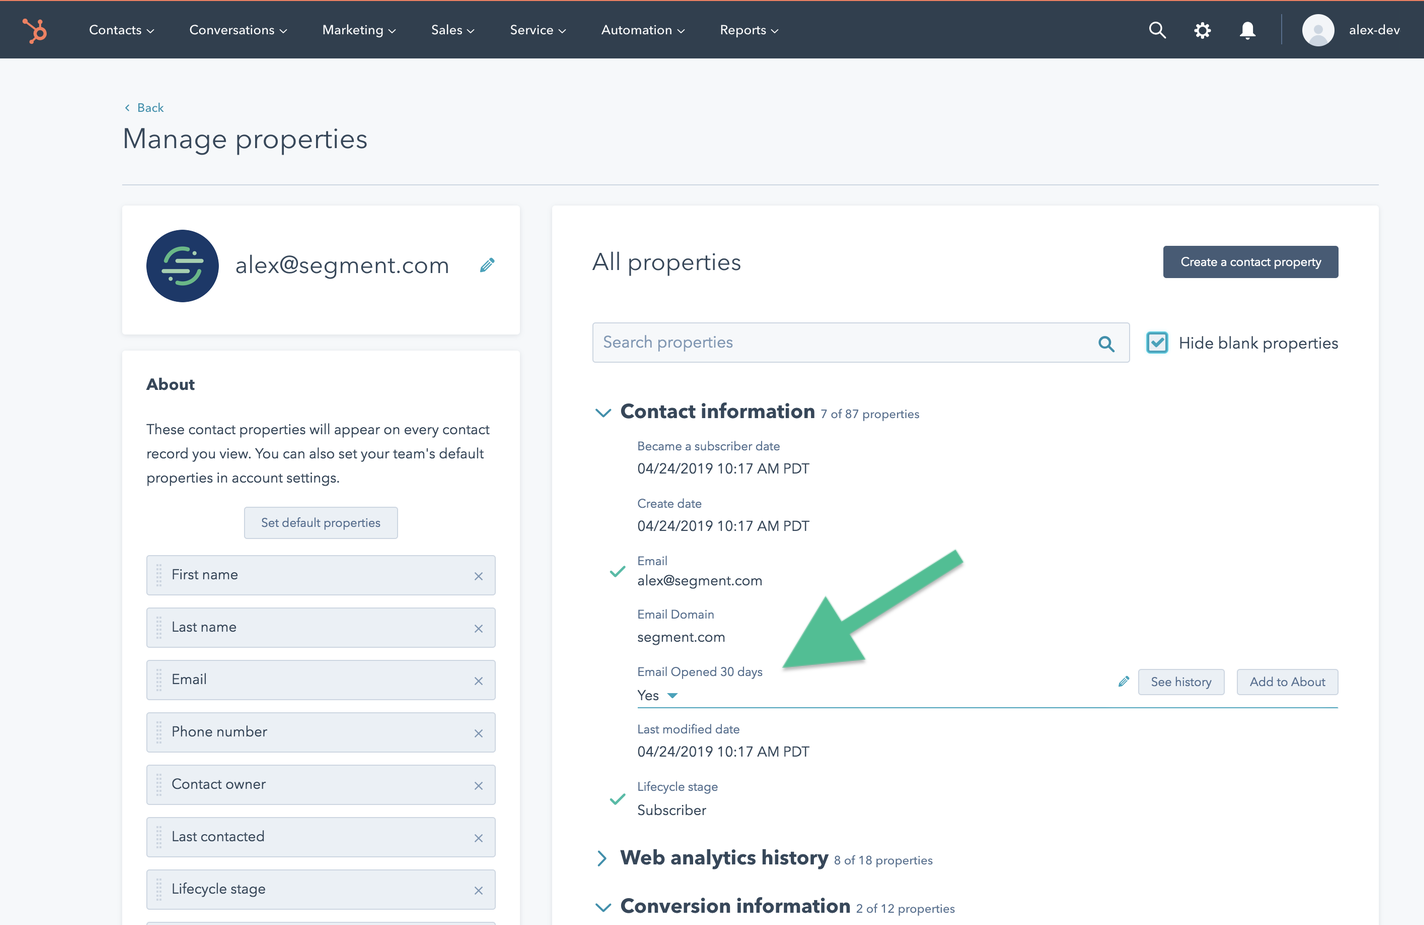 Contacts Conversations Marketing Sales Service Automation Reports alex-dev
Back
Manage properties
alex@segment.com
About
These contact properties will appear on every contact
record you view. You can also set your team's default
properties in account settings.
Set default properties
First name
Last name
Email
Phone number
Contact owner
Last contacted
Lifecycle stage
All properties
Create a contact property
Search properties
Hide blank properties
Contact information 7 of 87 properties
Became a subscriber date
04/24/2019 10:17 AM PDT
Create date
04/24/2019 10:17 AM PDT
Email
alex@segment.com
Email Domain
segment.com
Email Opened 30 days
Yes
See history
Add to About
Last modified date
04/24/2019 10:17 AM PDT
Lifecycle stage
Subscriber
Web analytics history 8 of 18 properties
Conversion information 2 of 12 properties